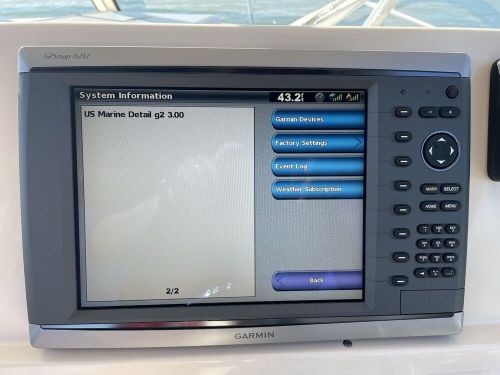 GPSmap 6212
System Information
43.2
US Marine Detail g2 3.00
Garmin Devices
Factory Settings
Event Log
Weather Subscription
MARK
SELECT
HOME
MENU
Back
2/2
GARMIN